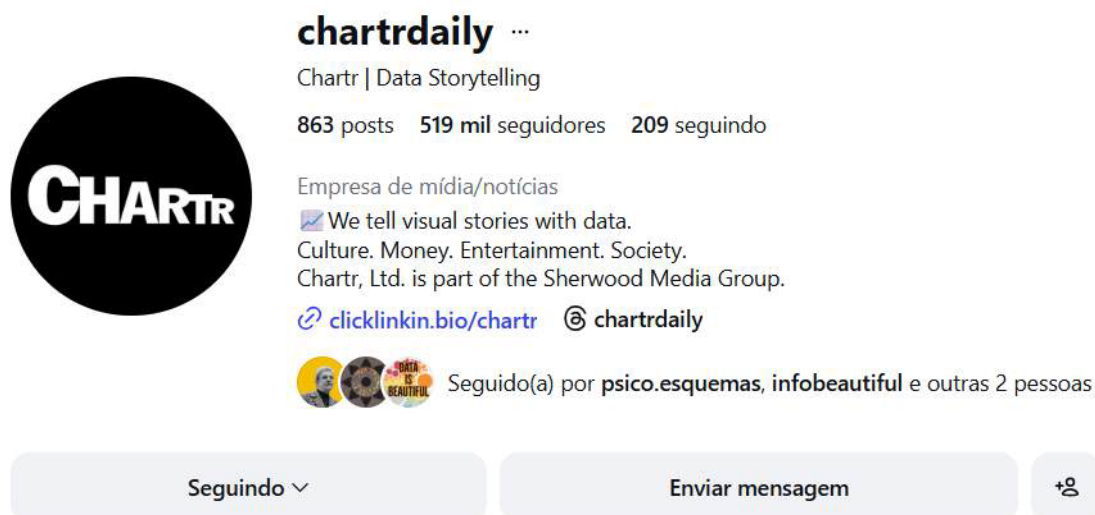 chartrdaily ...
Chartr | Data Storytelling
863 posts 519 mil seguidores 209 seguindo
CHARTR
Empresa de mídia/notícias
📈We tell visual stories with data.
Culture. Money. Entertainment. Society.
Chartr, Ltd. is part of the Sherwood Media Group.
clicklinkin.bio/chartr chartrdaily
DATA IS BEAUTIFUL
Seguido(a) por psico.esquemas, infobeautiful e outras 2 pessoas
Seguindo Enviar mensagem